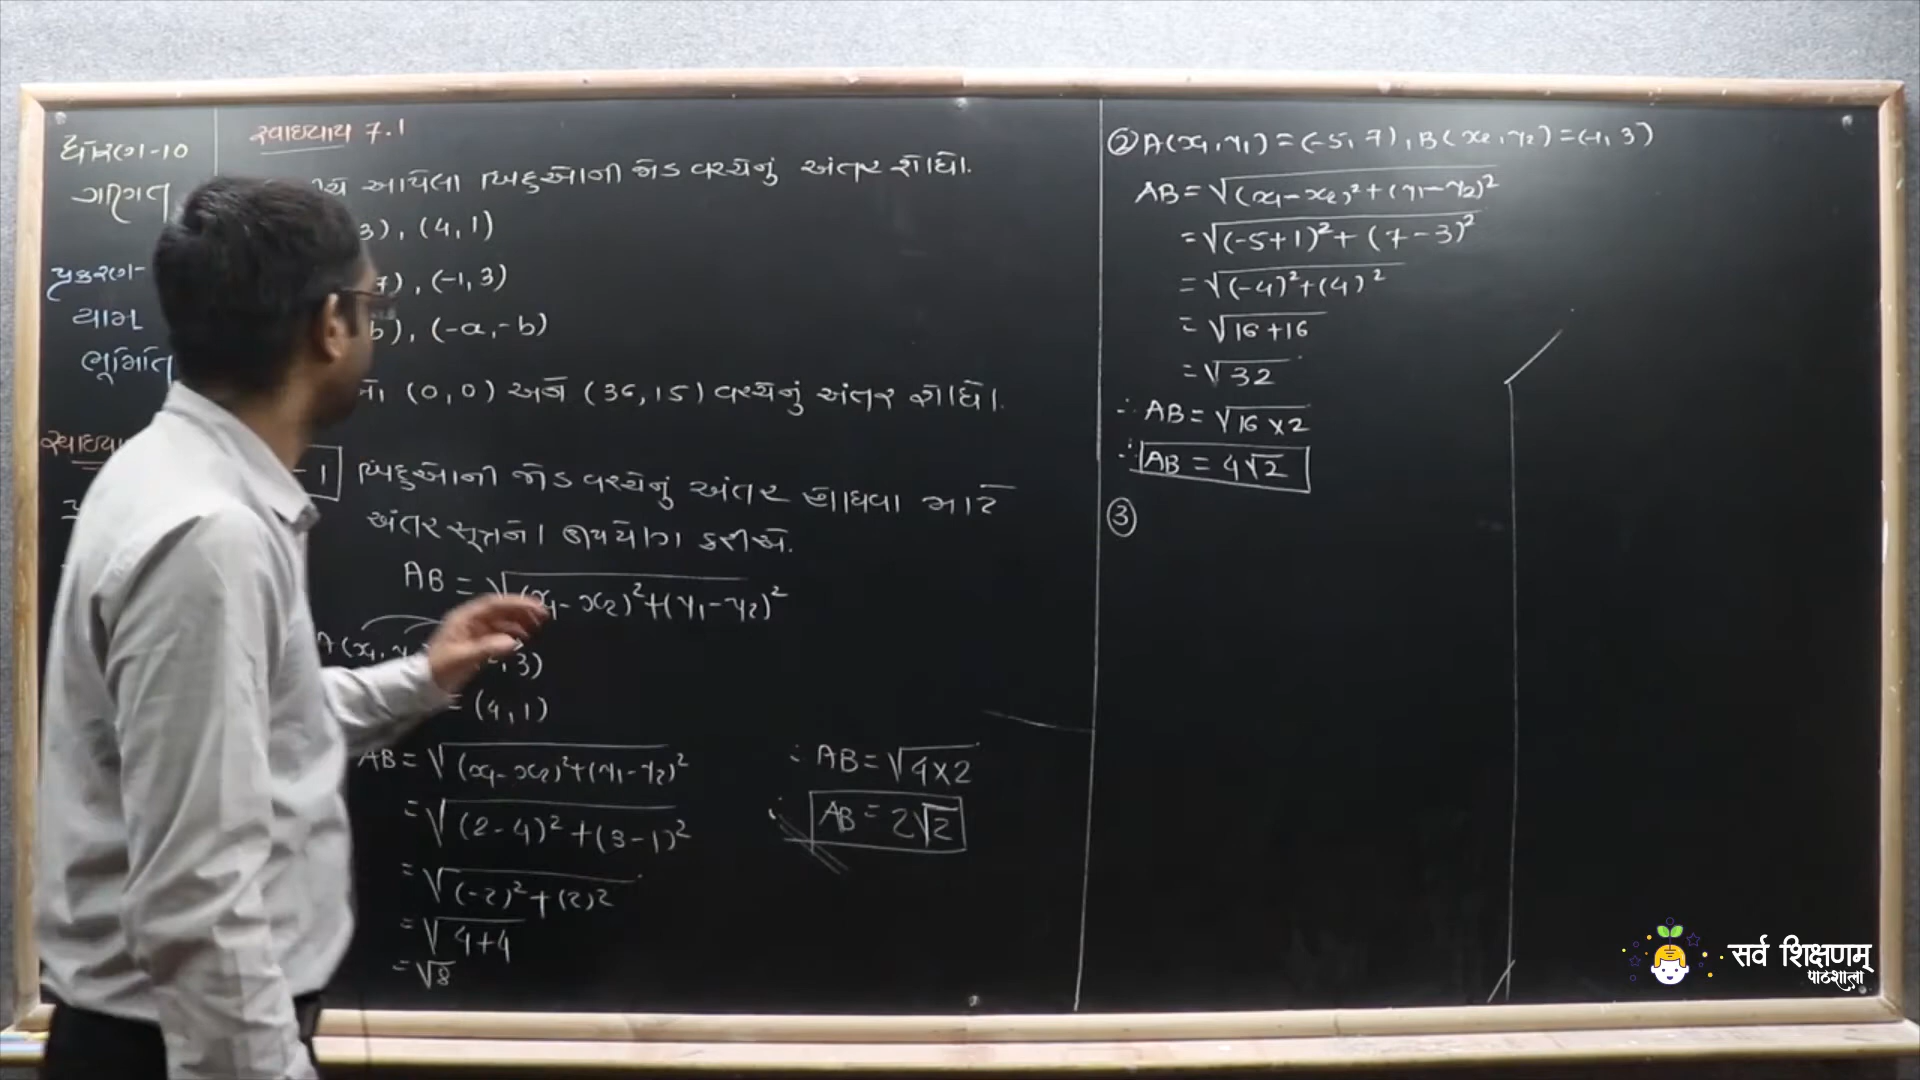 ધોરણ-10
ગણિત
પ્રકરણ-
યામ
ભૂમિતિ
સ્વાધ્યાય 7.1
આપેલા બિંદુઓની જોડ વચ્ચેનું અંતર શોધો.
3), (4,1)
7), (-1,3)
b), (-a,-b)
(0,0) અને (36,15) વચ્ચેનું અંતર શોધો.
-1 બિંદુઓની જોડ વચ્ચેનું અંતર શોધવા માટે
અંતર સૂત્રનો ઉપયોગ કરીએ.
AB = √(x₁-x₂)²+(y₁-y₂)²
A(x₁,y , 3)
= (4,1)
AB = √(x₁-x₂)²+(y₁-y₂)²
= √(2-4)²+(3-1)²
= √(-2)²+(2)²
= √4+4
= √8
∴ AB = √4×2
∴ AB = 2√2
② A(x₁,y₁)=(-5,7), B(x₂,y₂)=(-1,3)
AB = √(x₁-x₂)²+(y₁-y₂)²
= √(-5+1)²+(7-3)²
= √(-4)²+(4)²
= √16+16
= √32
∴ AB = √16×2
∴ AB = 4√2
③
सर्व शिक्षणम्
पाठशाला